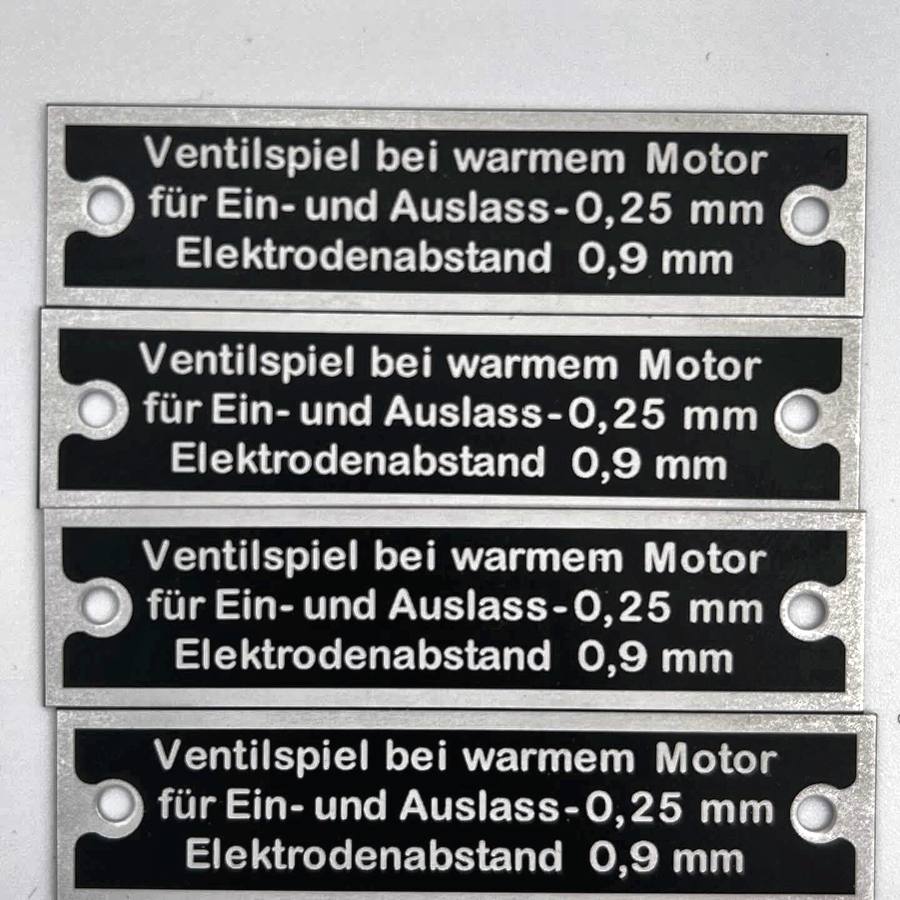 Ventilspiel bei warmem Motor
für Ein- und Auslass-0,25 mm
Elektrodenabstand 0,9 mm
Ventilspiel bei warmem Motor
für Ein- und Auslass-0,25 mm
Elektrodenabstand 0,9 mm
Ventilspiel bei warmem Motor
für Ein- und Auslass-0,25 mm
Elektrodenabstand 0,9 mm
Ventilspiel bei warmem Motor
für Ein- und Auslass-0,25 mm
Elektrodenabstand 0,9 mm